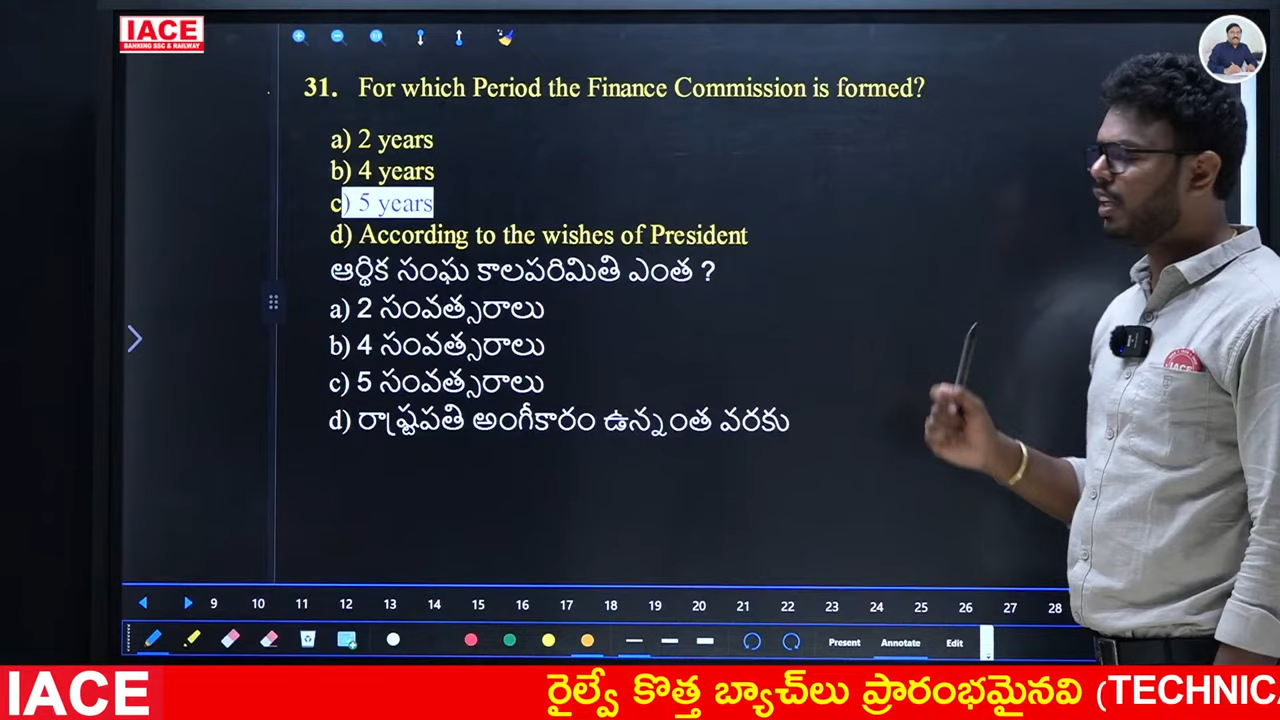 IACE
BANKING SSC & RAILWAY
31. For which Period the Finance Commission is formed?
a) 2 years
b) 4 years
c) 5 years
d) According to the wishes of President
ఆర్థిక సంఘ కాలపరిమితి ఎంత ?
a) 2 సంవత్సరాలు
b) 4 సంవత్సరాలు
c) 5 సంవత్సరాలు
d) రాష్ట్రపతి అంగీకారం ఉన్నంత వరకు
IACE
9 10 11 12 13 14 15 16 17 18 19 20 21 22 23 24 25 26 27 28
Present Annotate Edit
IACE రైల్వే కొత్త బ్యాచ్‌లు ప్రారంభమైనవి (TECHNICA